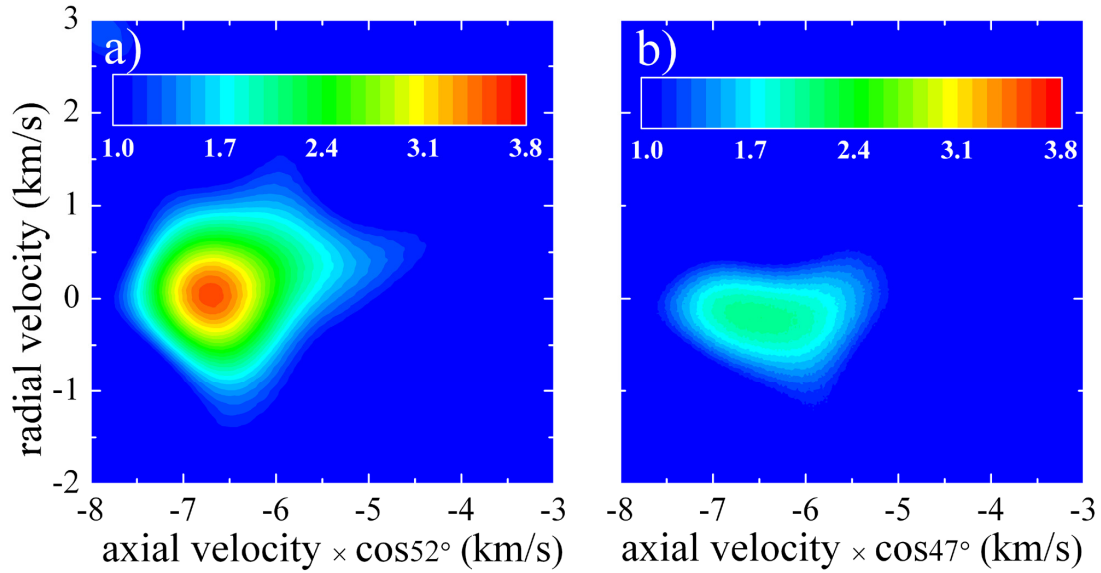 a)
b)
1.0 1.7 2.4 3.1 3.8
1.0 1.7 2.4 3.1 3.8
3
2
1
0
-1
-2
radial velocity (km/s)
-8 -7 -6 -5 -4 -3
-8 -7 -6 -5 -4 -3
axial velocity × cos52° (km/s)
axial velocity × cos47° (km/s)